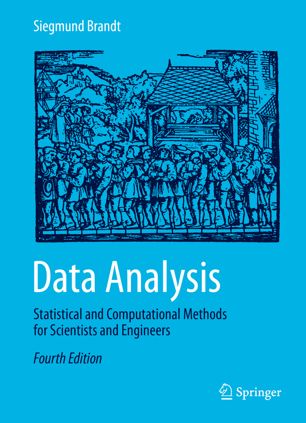 Siegmund Brandt
Data Analysis
Statistical and Computational Methods
for Scientists and Engineers
Fourth Edition
Springer